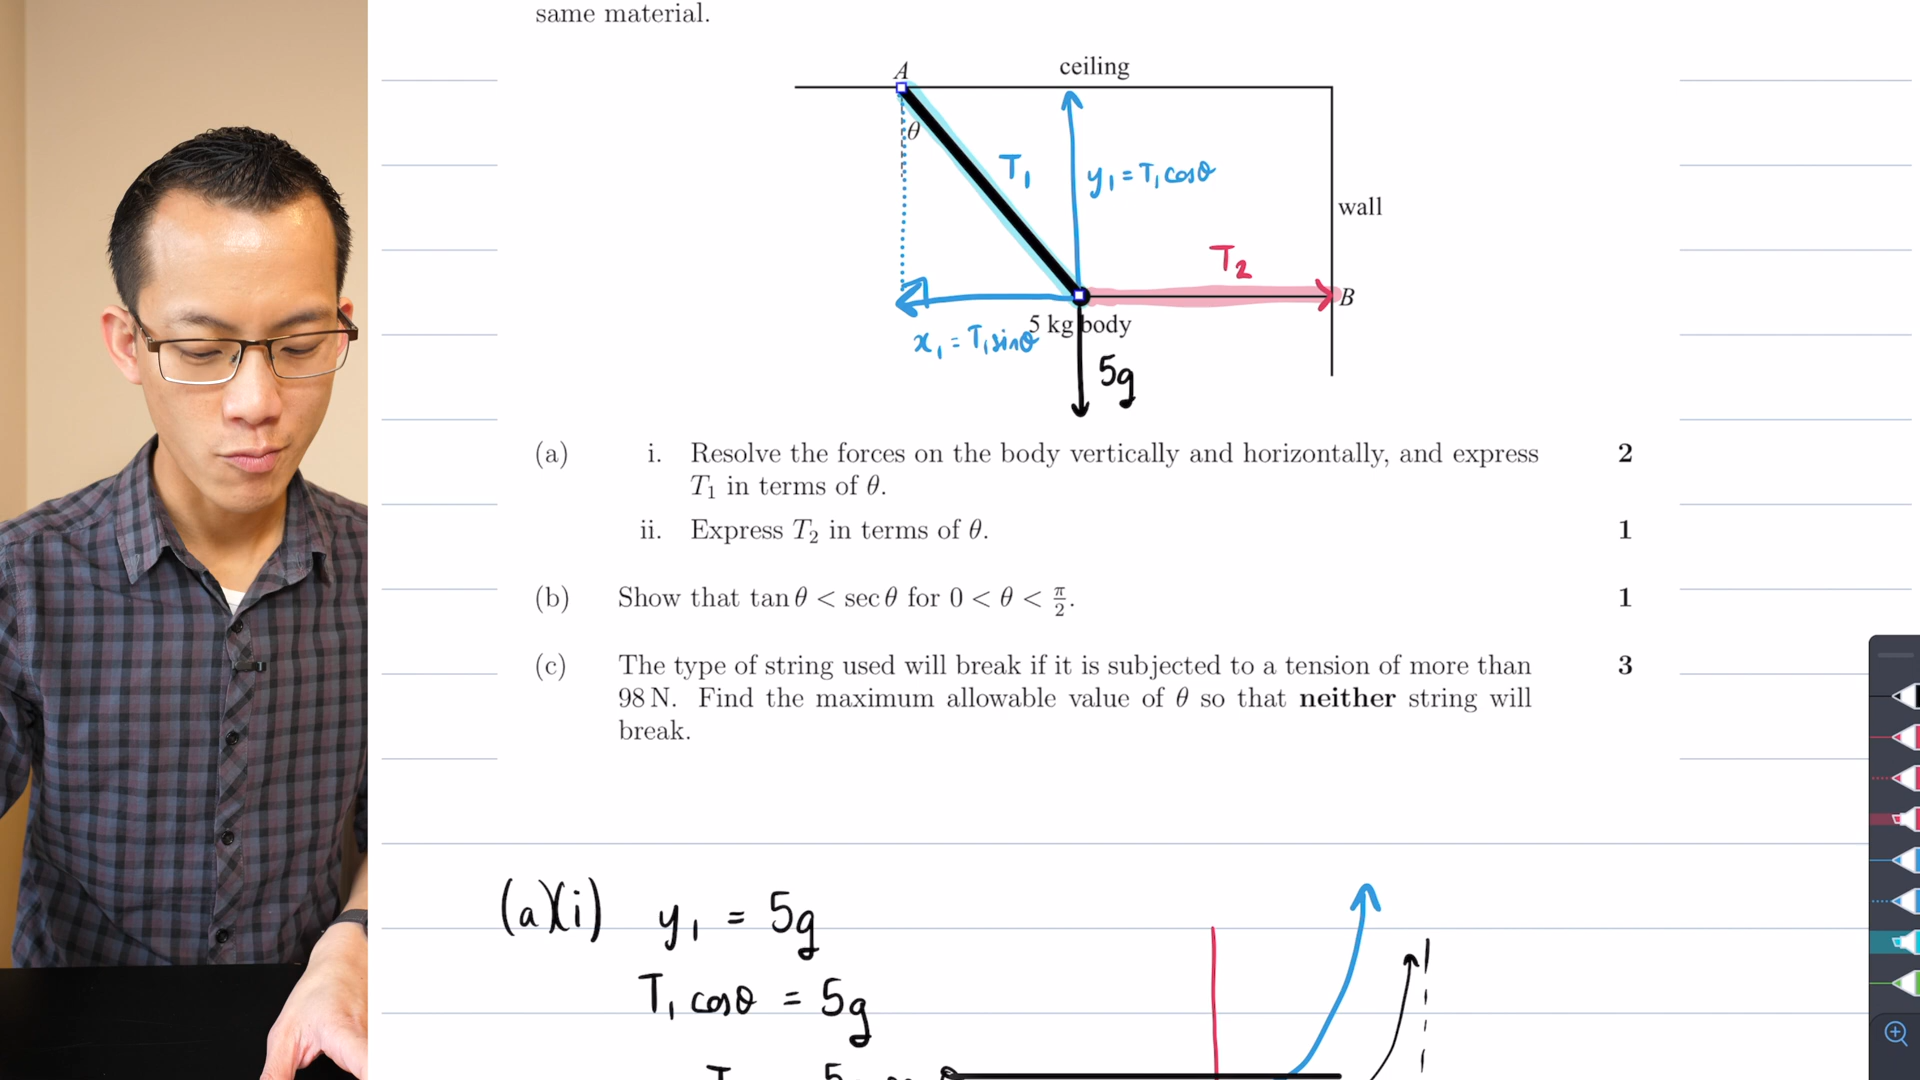 same material.
A
ceiling
θ
T₁
y₁ = T₁ cosθ
wall
T₂
B
x₁ = T₁ sinθ
5 kg body
5g
(a) i. Resolve the forces on the body vertically and horizontally, and express 2
T₁ in terms of θ.
ii. Express T₂ in terms of θ. 1
(b) Show that tan θ < sec θ for 0 < θ < π/2. 1
(c) The type of string used will break if it is subjected to a tension of more than 3
98 N. Find the maximum allowable value of θ so that neither string will
break.
(a)(i) y₁ = 5g
T₁ cosθ = 5g